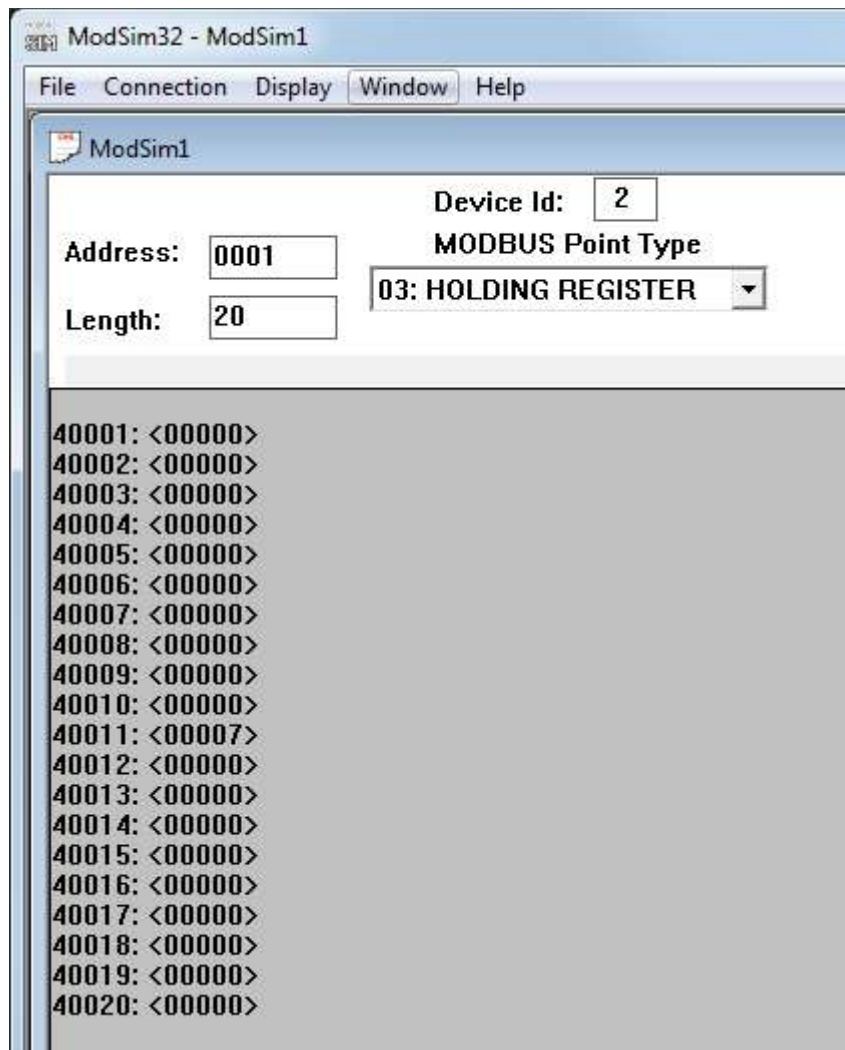 ModSim32 - ModSim1
File Connection Display Window Help
ModSim1
Device Id: 2
Address: 0001
MODBUS Point Type
03: HOLDING REGISTER
Length: 20
40001: <00000>
40002: <00000>
40003: <00000>
40004: <00000>
40005: <00000>
40006: <00000>
40007: <00000>
40008: <00000>
40009: <00000>
40010: <00000>
40011: <00007>
40012: <00000>
40013: <00000>
40014: <00000>
40015: <00000>
40016: <00000>
40017: <00000>
40018: <00000>
40019: <00000>
40020: <00000>